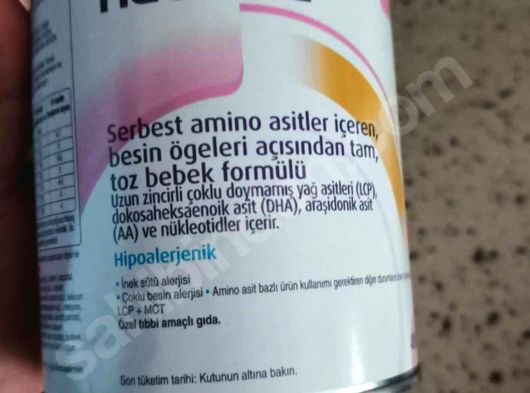 Serbest amino asitler içeren,
besin ögeleri açısından tam,
toz bebek formülü
Uzun zincirli çoklu doymamış yağ asitleri (LCP),
dokosaheksaenoik asit (DHA), araşidonik asit
(AA) ve nükleotidler içerir.
Hipoalerjenik
• İnek sütü alerjisi
• Çoklu besin alerjisi • Amino asit bazlı ürün kullanımı gerektiren diğer durumların
LCP + MCT
Özel tıbbi amaçlı gıda.
Son tüketim tarihi: Kutunun altına bakın.